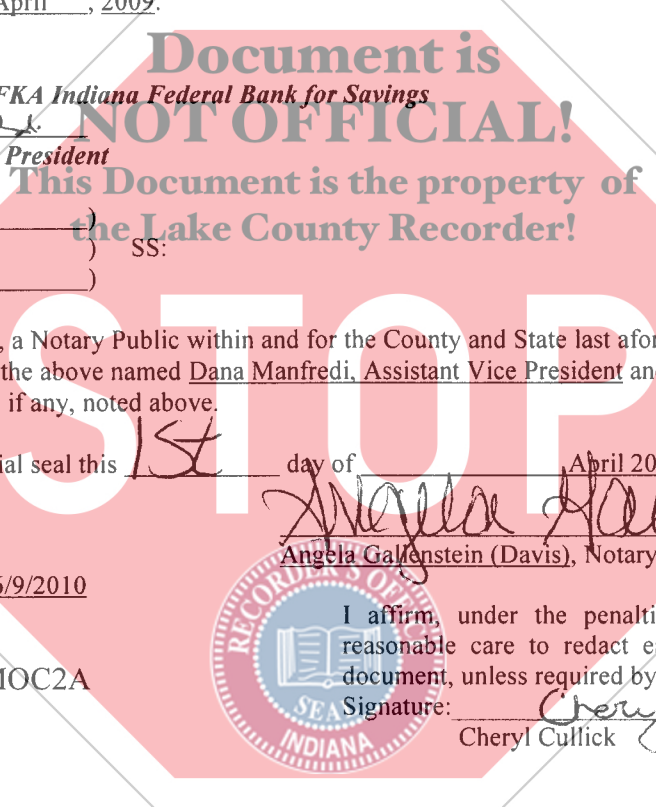 April , 2009.
Document is
FKA Indiana Federal Bank for Savings
NOT OFFICIAL!
President
This Document is the property of
the Lake County Recorder!
) 
) SS:
)
STOP
, a Notary Public within and for the County and State last afor
the above named Dana Manfredi, Assistant Vice President an
if any, noted above.
ial seal this 1st day of April 20
Angela
Angela Gallenstein (Davis), Notary
/9/2010
RECORDER'S OFFICE
SEAL
INDIANA
I affirm, under the penalti
reasonable care to redact e
document, unless required by
MOC2A
Signature: Chery
Cheryl Cullick